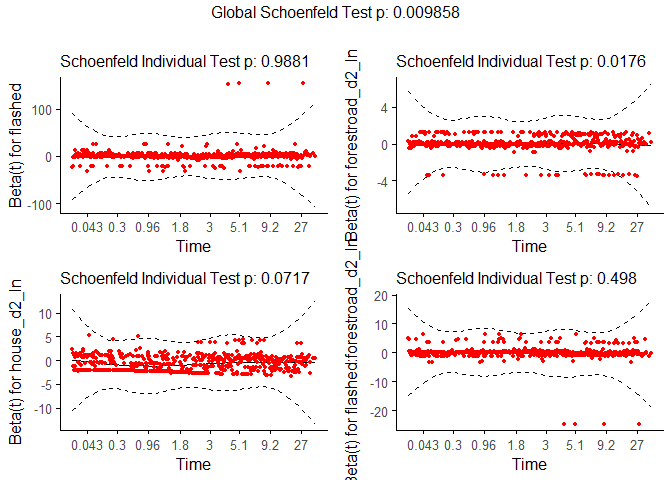 Global Schoenfeld Test p: 0.009858
Schoenfeld Individual Test p: 0.9881
Beta(t) for flashed
100
0
-100
0.043 0.3 0.96 1.8 3 5.1 9.2 27
Time
Schoenfeld Individual Test p: 0.0176
Beta(t) for forestroad_d2_ln
4
0
-4
0.043 0.3 0.96 1.8 3 5.1 9.2 27
Time
Schoenfeld Individual Test p: 0.0717
Beta(t) for house_d2_ln
10
5
0
-5
-10
0.043 0.3 0.96 1.8 3 5.1 9.2 27
Time
Schoenfeld Individual Test p: 0.498
Beta(t) for flashed:forestroad_d2_ln
20
10
0
-10
-20
0.043 0.3 0.96 1.8 3 5.1 9.2 27
Time